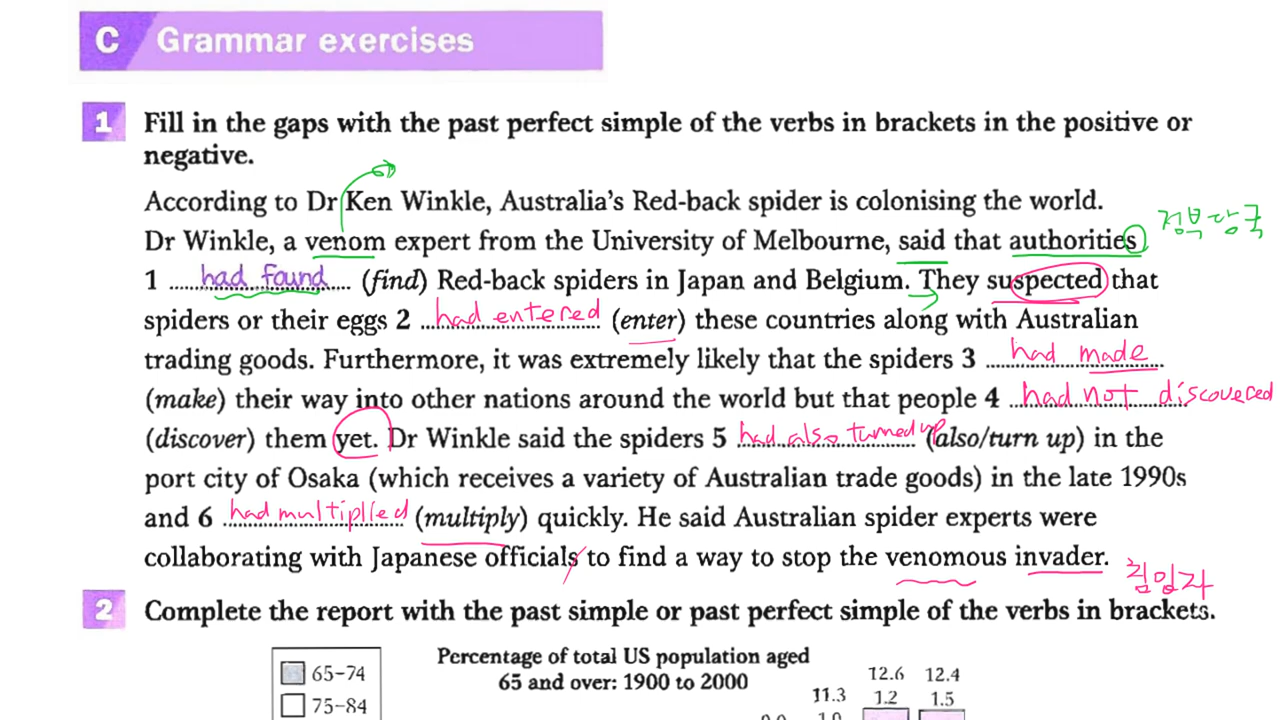 C Grammar exercises
1 Fill in the gaps with the past perfect simple of the verbs in brackets in the positive or
negative.
According to Dr Ken Winkle, Australia's Red-back spider is colonising the world.
Dr Winkle, a venom expert from the University of Melbourne, said that authorities 정부당국
1 had found (find) Red-back spiders in Japan and Belgium. They suspected that
spiders or their eggs 2 had entered (enter) these countries along with Australian
trading goods. Furthermore, it was extremely likely that the spiders 3 had made
(make) their way into other nations around the world but that people 4 had not discovered
(discover) them yet. Dr Winkle said the spiders 5 had also turned up (also/turn up) in the
port city of Osaka (which receives a variety of Australian trade goods) in the late 1990s
and 6 had multiplied (multiply) quickly. He said Australian spider experts were
collaborating with Japanese officials to find a way to stop the venomous invader.
침입자
2 Complete the report with the past simple or past perfect simple of the verbs in brackets.
Percentage of total US population aged
65 and over: 1900 to 2000
65–74
75–84
12.6 12.4
11.3 1.2 1.5